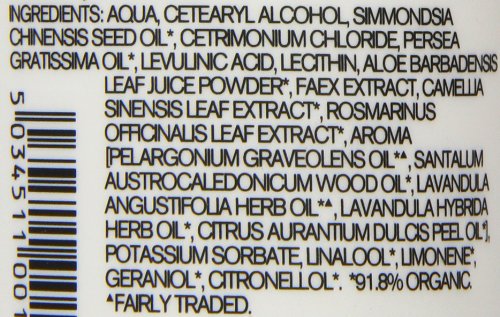 INGREDIENTS: AQUA, CETEARYL ALCOHOL, SIMMONDSIA
CHINENSIS SEED OIL*, CETRIMONIUM CHLORIDE, PERSEA
GRATISSIMA OIL*, LEVULINIC ACID, LECITHIN, ALOE BARBADENSIS
LEAF JUICE POWDER*, FAEX EXTRACT, CAMELLIA
SINENSIS LEAF EXTRACT*, ROSMARINUS
OFFICINALIS LEAF EXTRACT*, AROMA
[PELARGONIUM GRAVEOLENS OIL*▲, SANTALUM
AUSTROCALEDONICUM WOOD OIL*, LAVANDULA
ANGUSTIFOLIA HERB OIL*▲, LAVANDULA HYBRIDA
HERB OIL*, CITRUS AURANTIUM DULCIS PEEL OIL*],
POTASSIUM SORBATE, LINALOOL*, LIMONENE*,
GERANIOL*, CITRONELLOL*. *91.8% ORGANIC.
▲FAIRLY TRADED.
5 034511 001